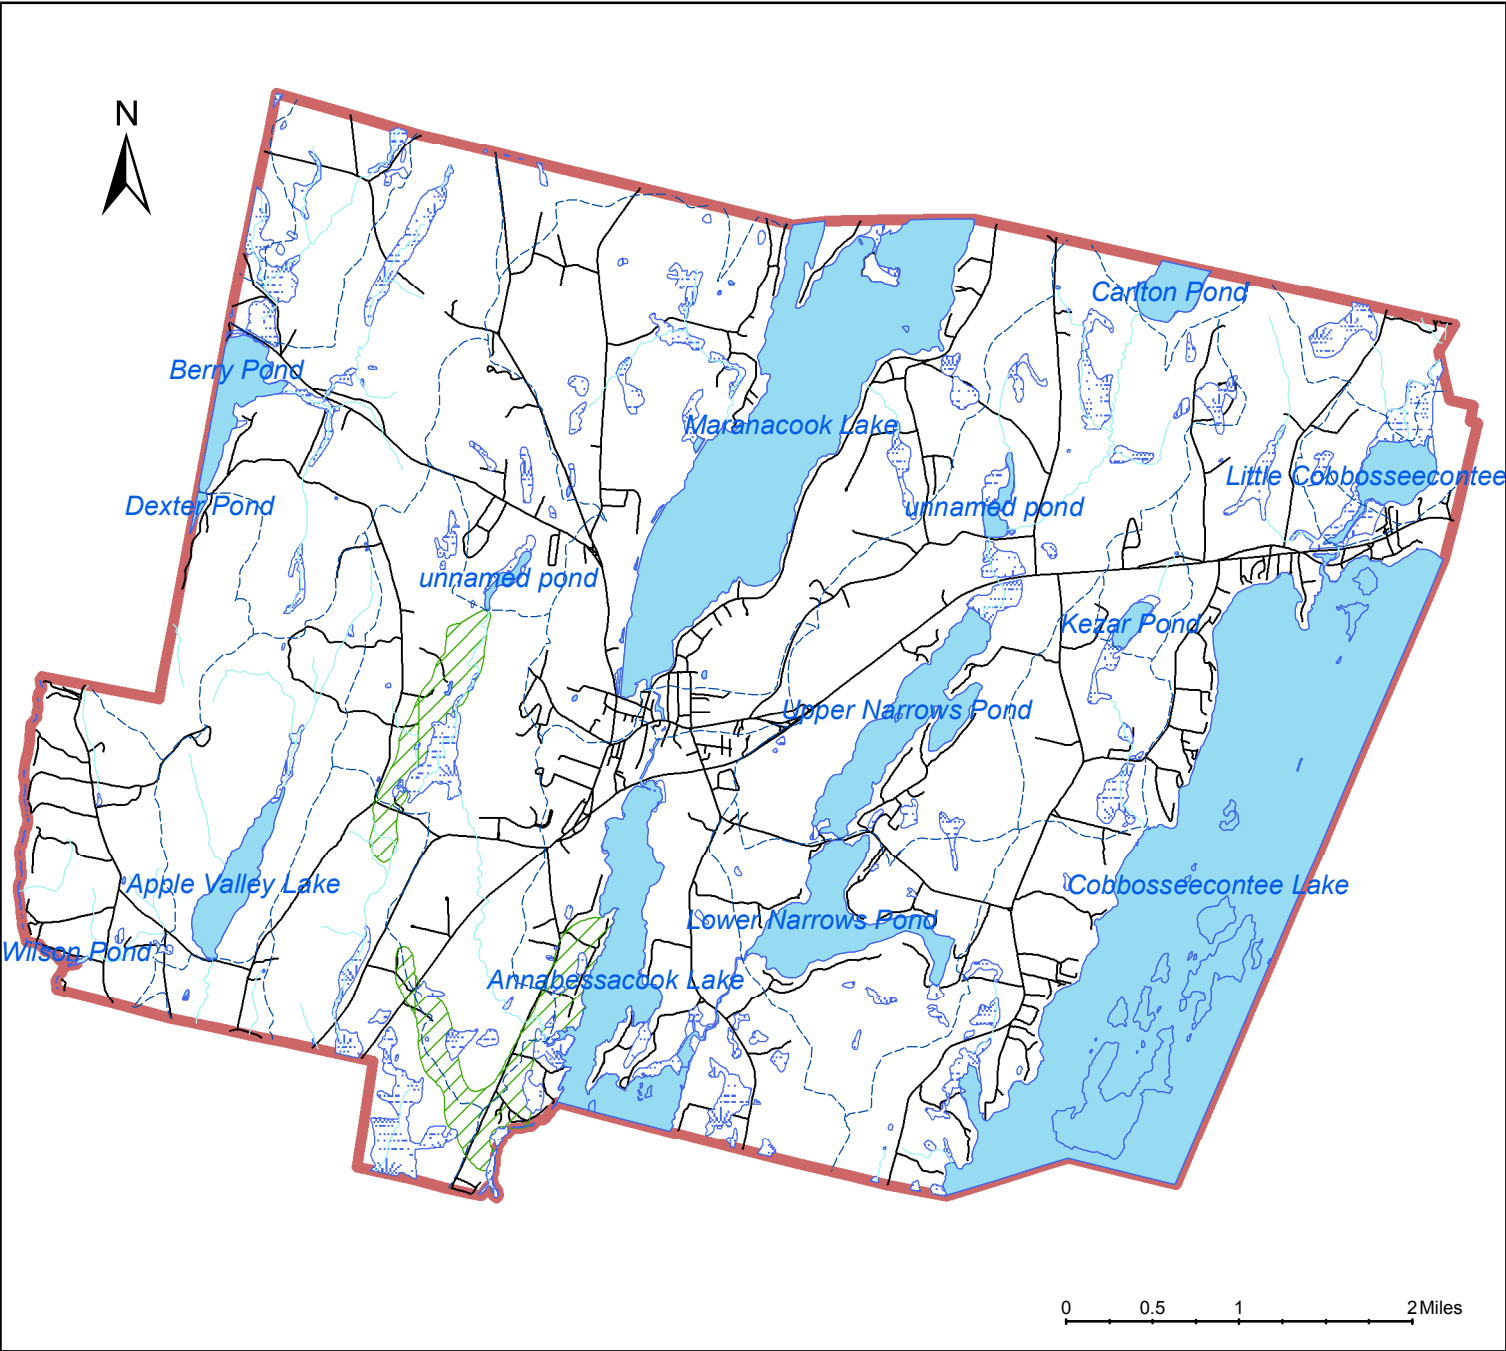 N
Carlton Pond
Berry Pond
Maranacook Lake
Little Cobbosseecontee
Dexter Pond
unnamed pond
unnamed pond
Kezar Pond
Upper Narrows Pond
Apple Valley Lake
Cobbosseecontee Lake
Lower Narrows Pond
Wilson Pond
Annabessacook Lake
0 0.5 1 2 Miles